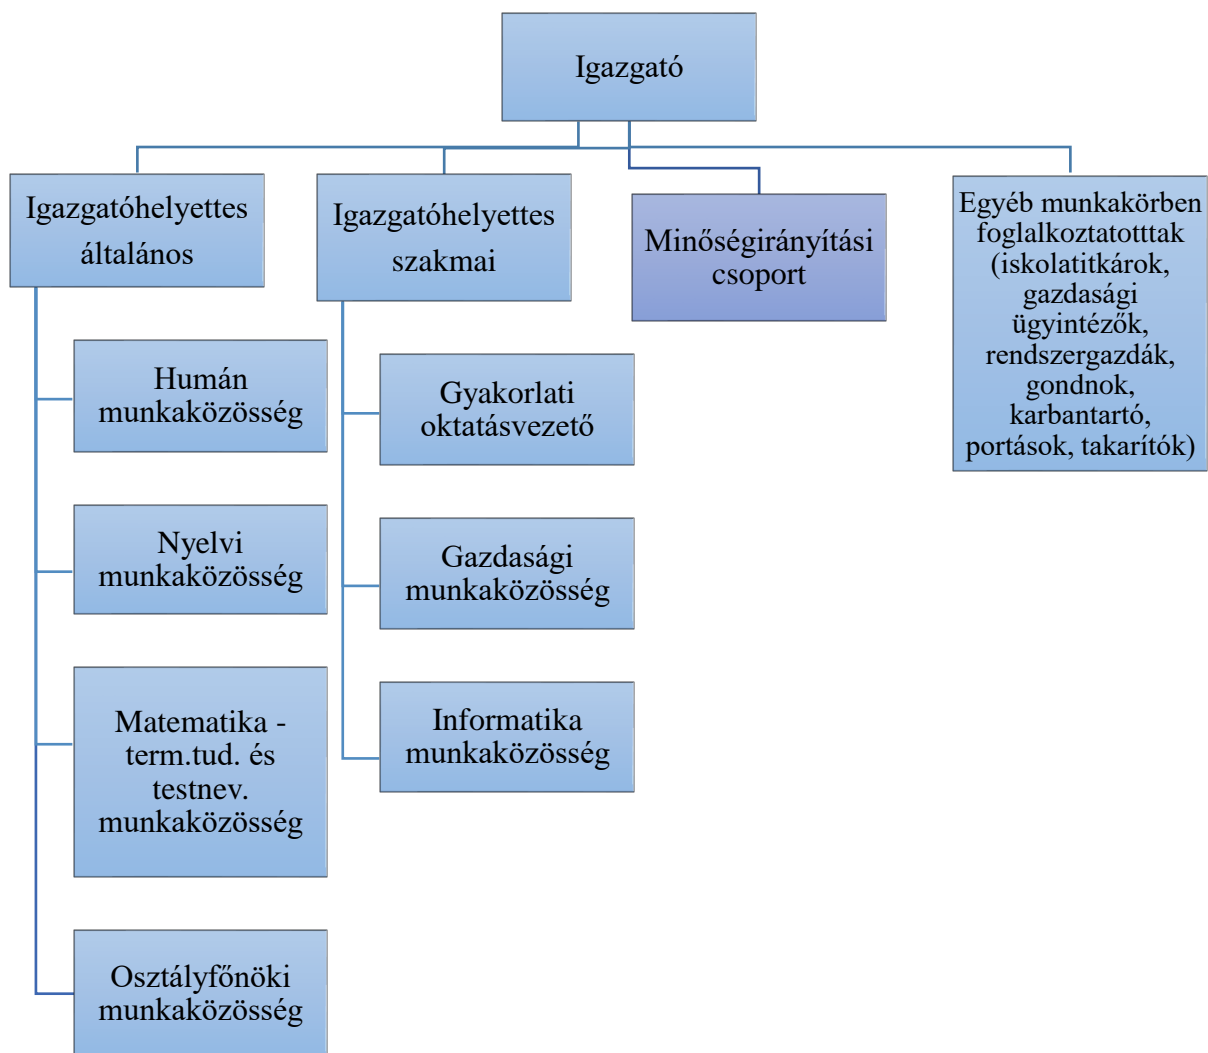 Igazgató
Igazgatóhelyettes
általános
Igazgatóhelyettes
szakmai
Minőségirányítási
csoport
Egyéb munkakörben
foglalkoztatotttak
(iskolatitkárok,
gazdasági
ügyintézők,
rendszergazdák,
gondnok,
karbantartó,
portások, takarítók)
Humán
munkaközösség
Nyelvi
munkaközösség
Matematika -
term.tud. és
testnev.
munkaközösség
Osztályfőnöki
munkaközösség
Gyakorlati
oktatásvezető
Gazdasági
munkaközösség
Informatika
munkaközösség